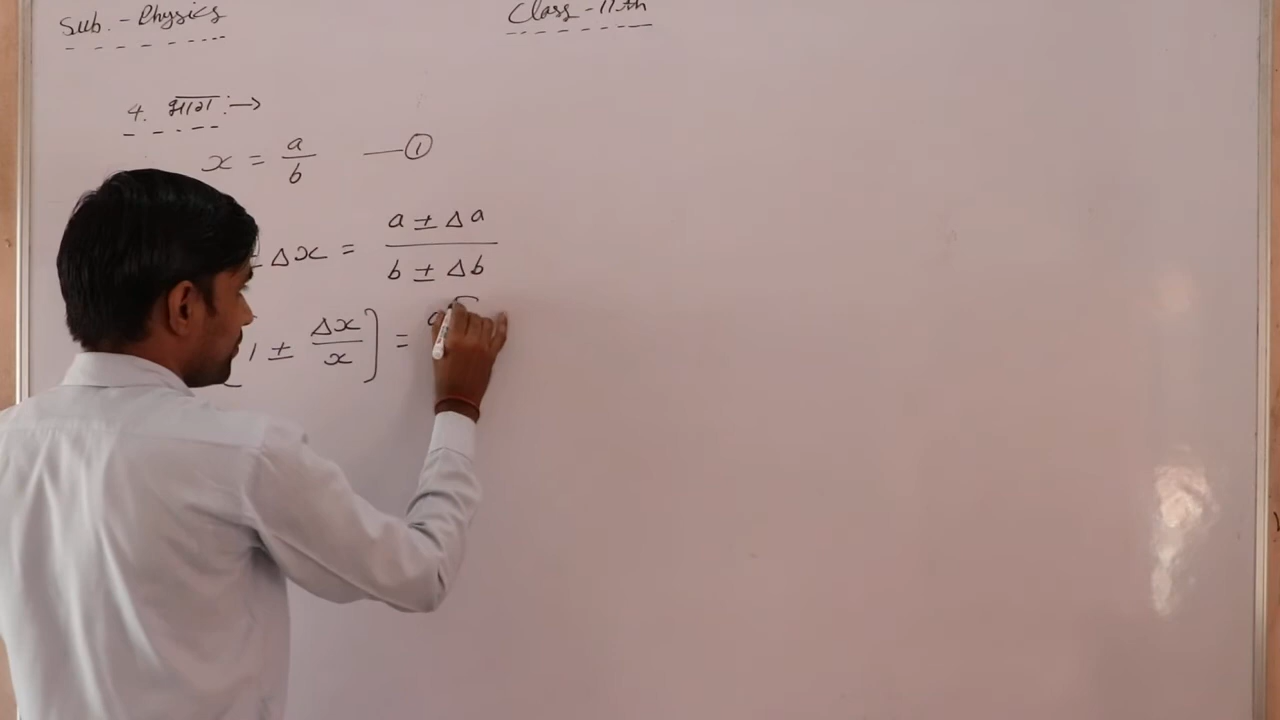 Sub. - Physics
Class - 11th
4. भाग :→
x = a/b —①
Δx = (a ± Δa)/(b ± Δb)
1 ± Δx/x] = a[